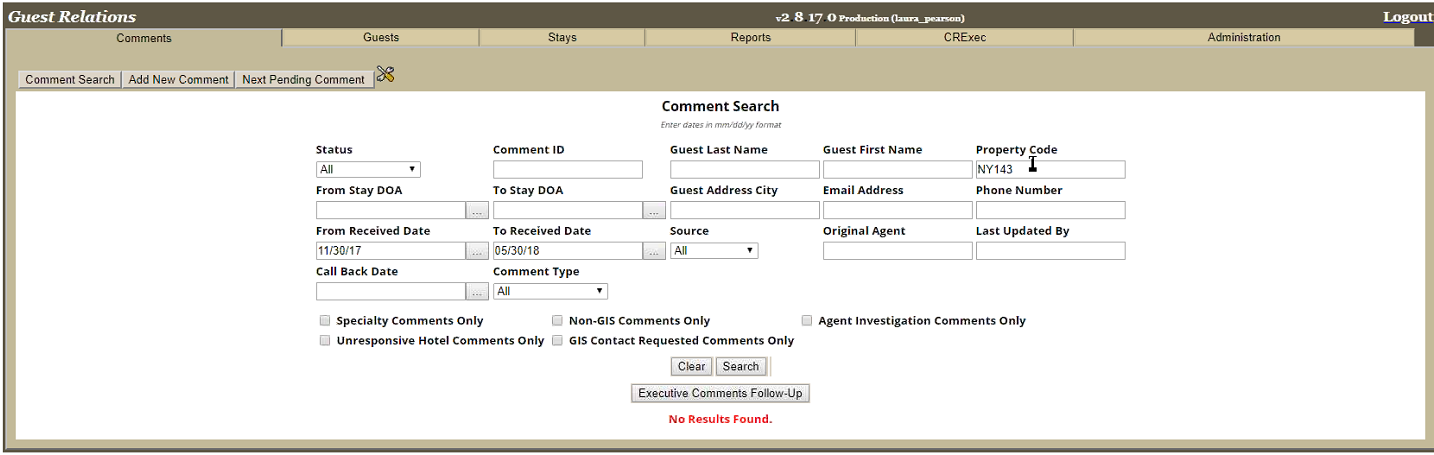 Guest Relations v2.8.17.0 Production (laura_pearson) Logout
Comments Guests Stays Reports CRExec Administration
Comment Search Add New Comment Next Pending Comment
Comment Search
Enter dates in mm/dd/yy format
Status Comment ID Guest Last Name Guest First Name Property Code
All NY143
From Stay DOA To Stay DOA Guest Address City Email Address Phone Number
... ...
From Received Date To Received Date Source Original Agent Last Updated By
11/30/17 ... 05/30/18 ... All
Call Back Date Comment Type
... All
Specialty Comments Only Non-GIS Comments Only Agent Investigation Comments Only
Unresponsive Hotel Comments Only GIS Contact Requested Comments Only
Clear Search
Executive Comments Follow-Up
No Results Found.